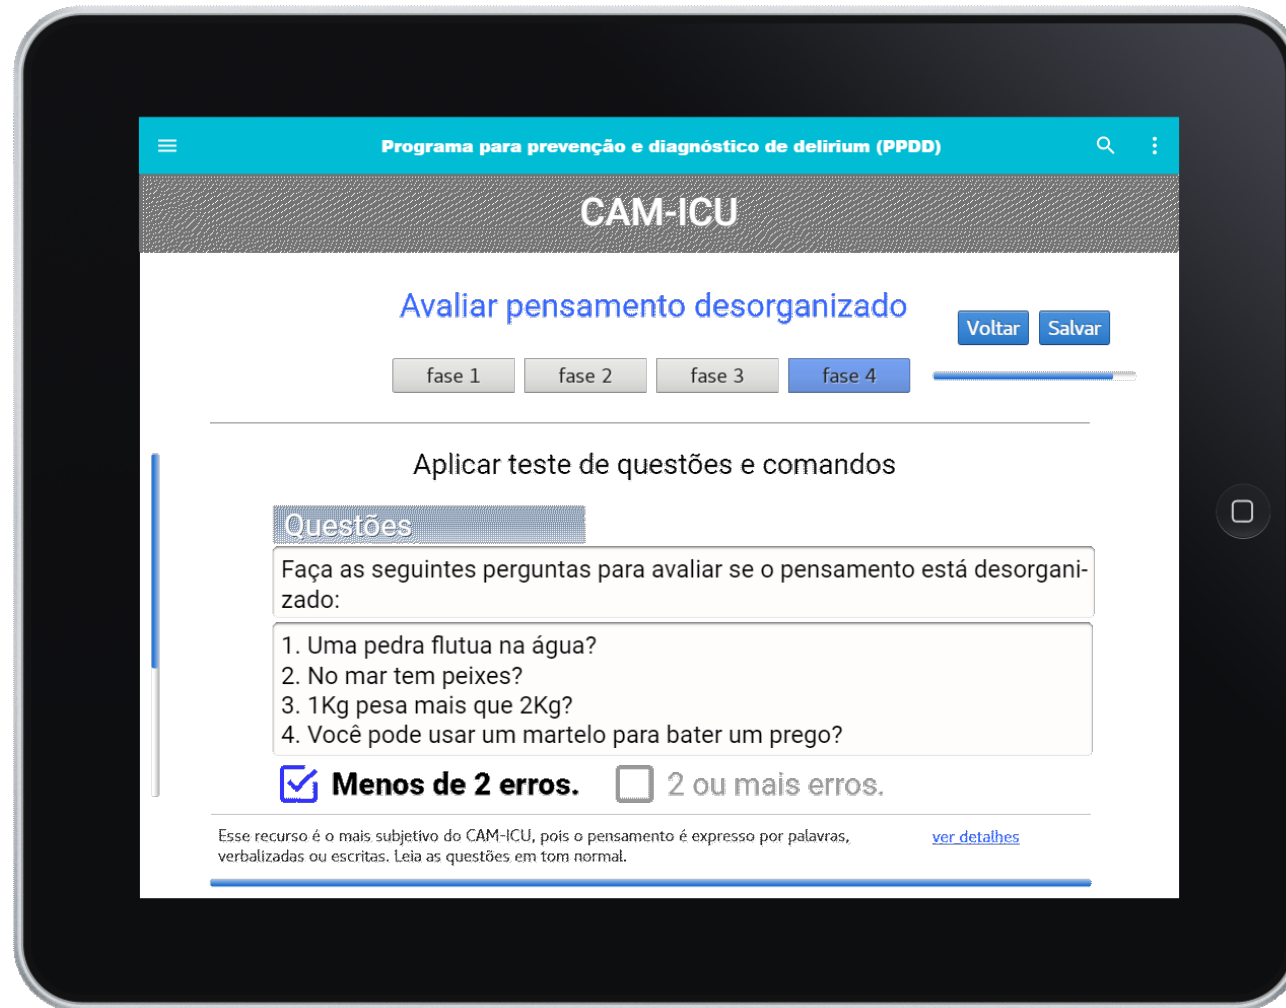 Programa para prevenção e diagnóstico de delirium (PPDD)
CAM-ICU
Avaliar pensamento desorganizado
Voltar
Salvar
fase 1
fase 2
fase 3
fase 4
Aplicar teste de questões e comandos
Questões
Faça as seguintes perguntas para avaliar se o pensamento está desorgani-
zado:
1. Uma pedra flutua na água?
2. No mar tem peixes?
3. 1Kg pesa mais que 2Kg?
4. Você pode usar um martelo para bater um prego?
Menos de 2 erros.
2 ou mais erros.
Esse recurso é o mais subjetivo do CAM-ICU, pois o pensamento é expresso por palavras,
verbalizadas ou escritas. Leia as questões em tom normal.
ver detalhes